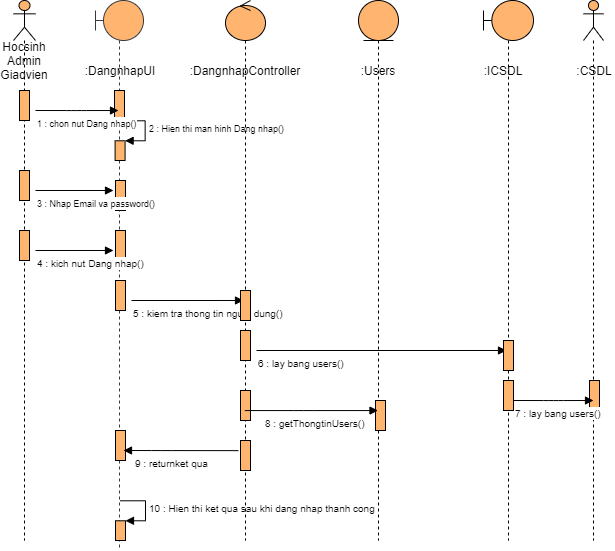 Hocsinh
Admin
Giaovien
:DangnhapUI
:DangnhapController
:Users
:ICSDL
:CSDL
1 : chon nut Dang nhap()
2 : Hien thi man hinh Dang nhap()
3 : Nhap Email va password()
4 : kich nut Dang nhap()
5 : kiem tra thong tin nguoi dung()
6 : lay bang users()
7 : lay bang users()
8 : getThongtinUsers()
9 : returnket qua
10 : Hien thi ket qua sau khi dang nhap thanh cong